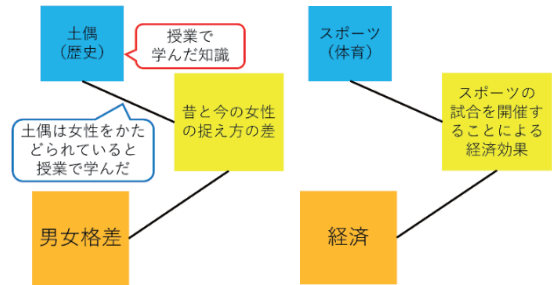 土偶
（歴史）
授業で
学んだ知識
土偶は女性をかた
どられていると
授業で学んだ
昔と今の女性
の捉え方の差
男女格差
スポーツ
（体育）
スポーツの
試合を開催す
ることによる
経済効果
経済